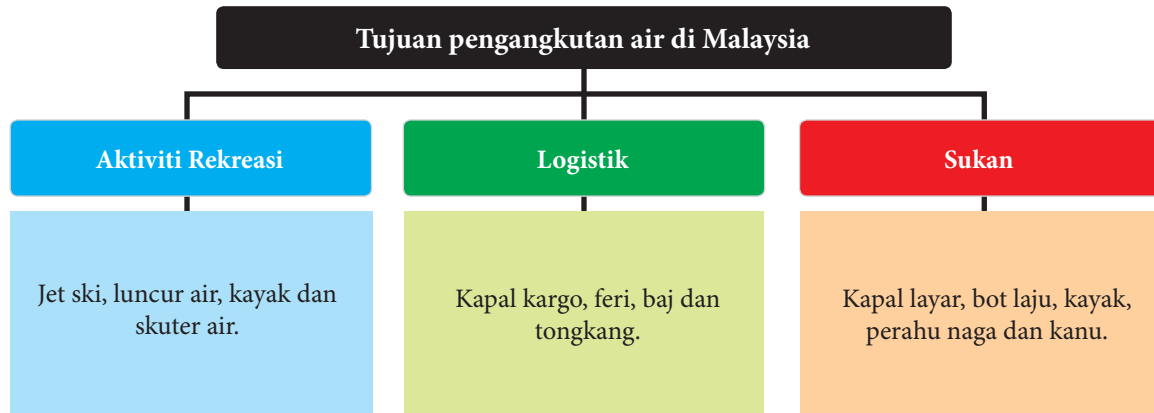 Tujuan pengangkutan air di Malaysia
Aktiviti Rekreasi
Jet ski, luncur air, kayak dan
skuter air.
Logistik
Kapal kargo, feri, baj dan
tongkang.
Sukan
Kapal layar, bot laju, kayak,
perahu naga dan kanu.